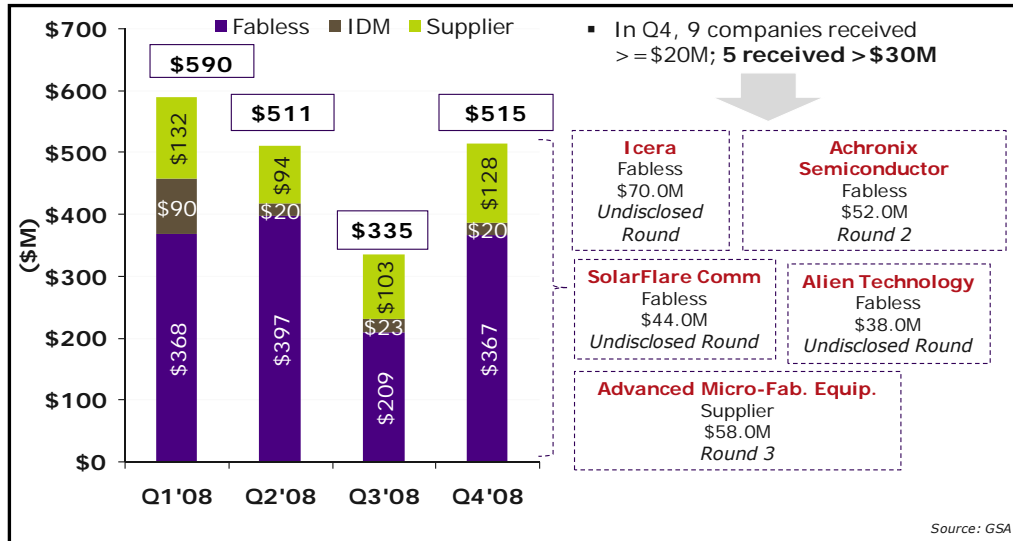 $700
$600
$500
$400
$300
$200
$100
$0
($M)
Fabless IDM Supplier
$590
$511
$335
$515
$132
$90
$368
$94
$20
$397
$103
$23
$209
$128
$20
$367
Q1'08 Q2'08 Q3'08 Q4'08
▪ In Q4, 9 companies received
>=$20M; 5 received >$30M
Icera
Fabless
$70.0M
Undisclosed
Round
Achronix
Semiconductor
Fabless
$52.0M
Round 2
SolarFlare Comm
Fabless
$44.0M
Undisclosed Round
Alien Technology
Fabless
$38.0M
Undisclosed Round
Advanced Micro-Fab. Equip.
Supplier
$58.0M
Round 3
Source: GSA